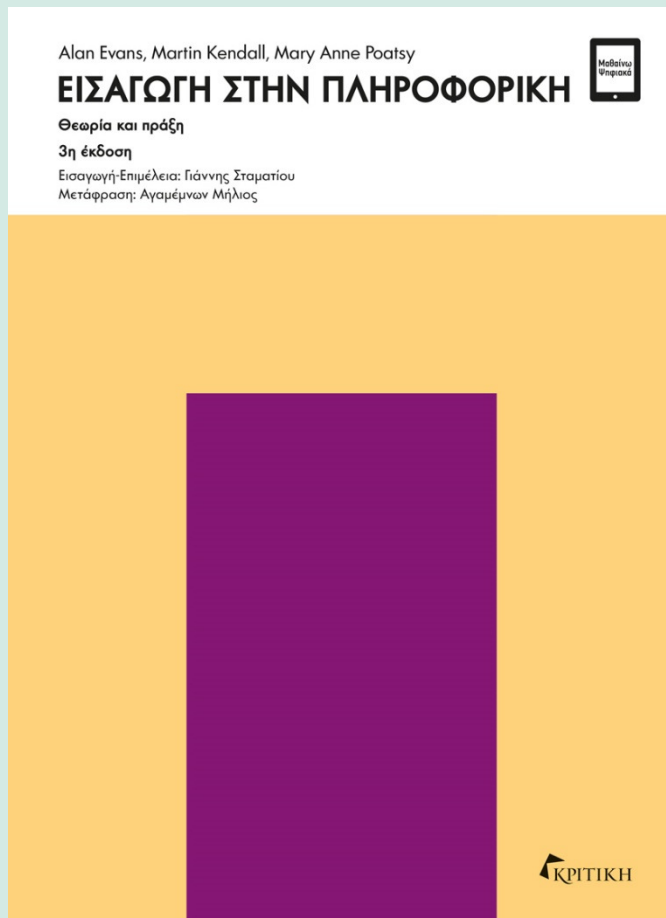 Alan Evans, Martin Kendall, Mary Anne Poatsy
ΕΙΣΑΓΩΓΗ ΣΤΗΝ ΠΛΗΡΟΦΟΡΙΚΗ
Μαθαίνω
Ψηφιακά
Θεωρία και πράξη
3η έκδοση
Εισαγωγή-Επιμέλεια: Γιάννης Σταματίου
Μετάφραση: Αγαμέμνων Μήλιος
ΚΡΙΤΙΚΗ